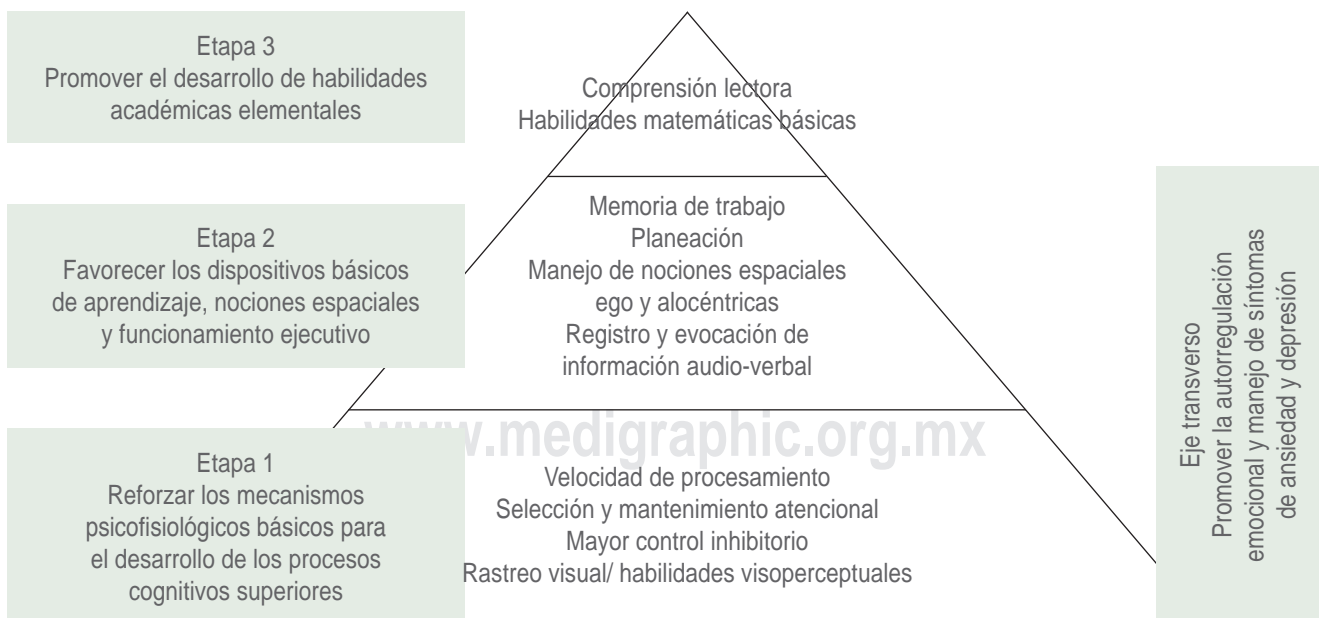 Etapa 3
Promover el desarrollo de habilidades
académicas elementales
Comprensión lectora
Habilidades matemáticas básicas
Etapa 2
Favorecer los dispositivos básicos
de aprendizaje, nociones espaciales
y funcionamiento ejecutivo
Memoria de trabajo
Planeación
Manejo de nociones espaciales
ego y alocéntricas
Registro y evocación de
información audio-verbal
www.medigraphic.org.mx
Etapa 1
Reforzar los mecanismos
psicofisiológicos básicos para
el desarrollo de los procesos
cognitivos superiores
Velocidad de procesamiento
Selección y mantenimiento atencional
Mayor control inhibitorio
Rastreo visual/ habilidades visoperceptuales
Eje transverso
Promover la autorregulación
emocional y manejo de síntomas
de ansiedad y depresión